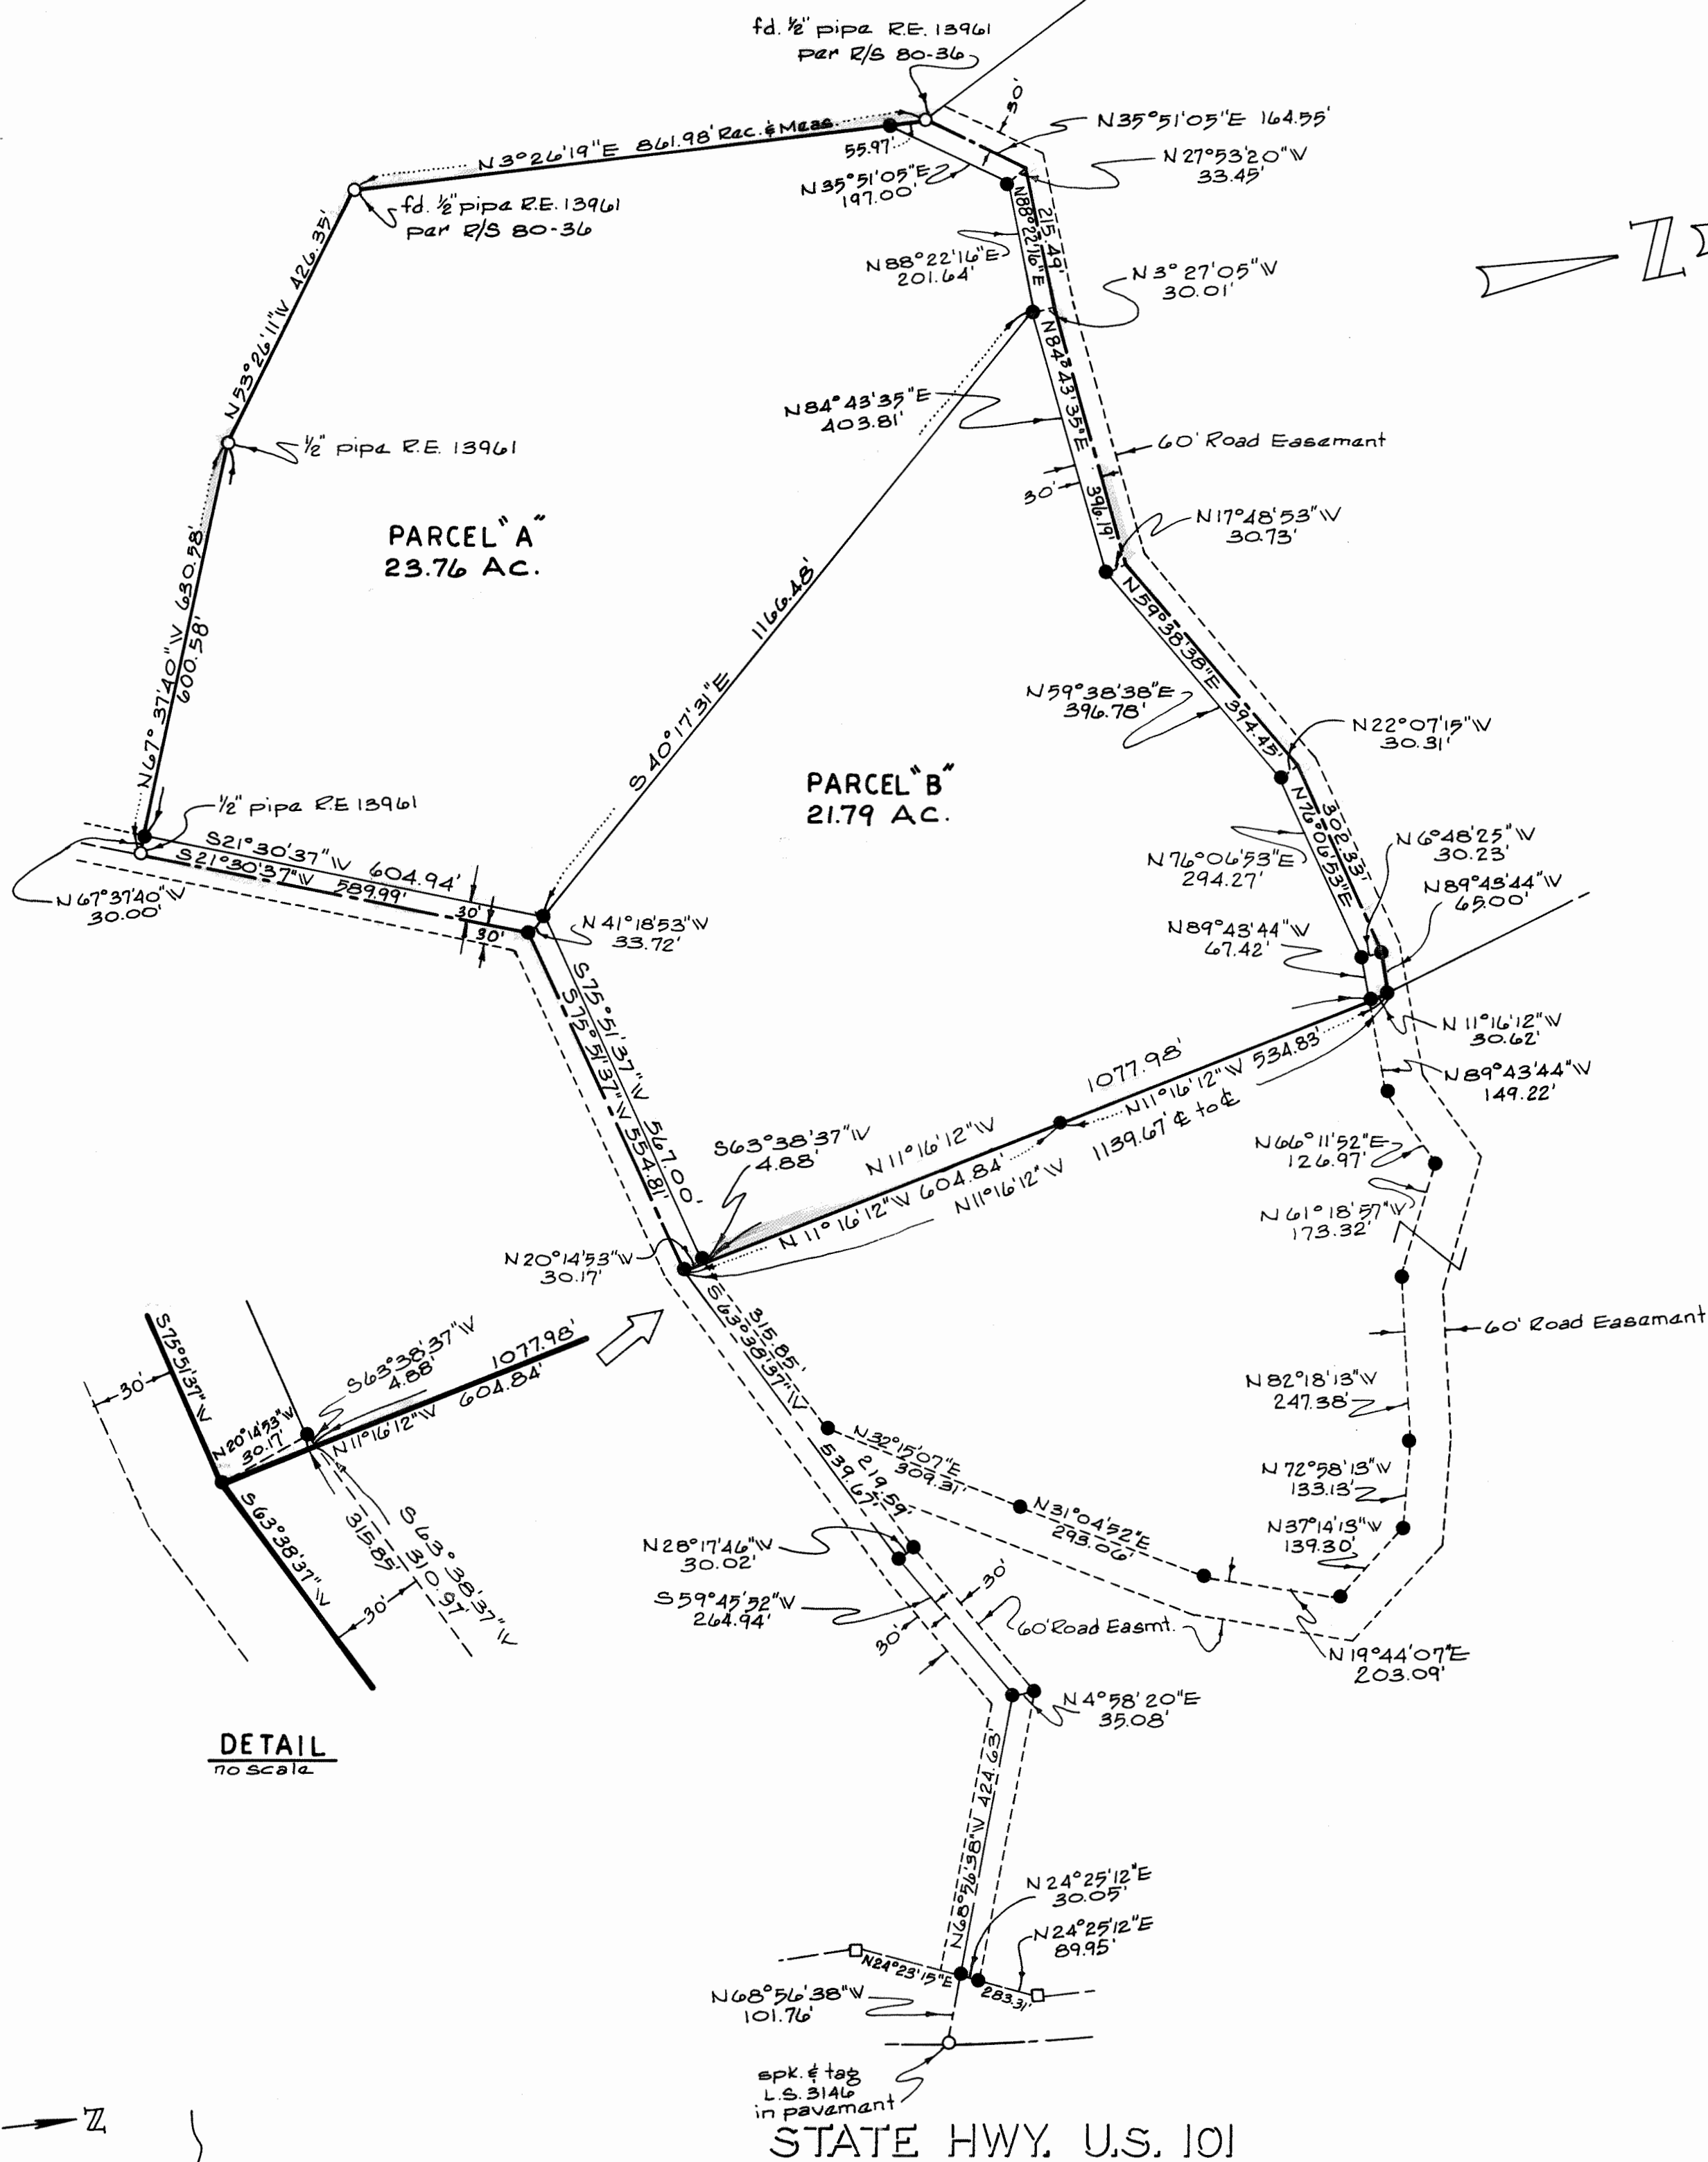 fd. ½" pipe R.E. 13961
per R/S 80-36
30'
N35°51'05"E 164.55'
N3°26'19"E 861.98' Rec. & Meas.
55.97'
N27°53'20"W
33.45'
N35°51'05"E
197.00'
fd. ½" pipe R.E. 13961
per R/S 80-36
N88°22'16"E
215.49'
N88°22'16"E
201.64'
N3°27'05"W
30.01'
Z
N53°26'11"W 426.35'
N84°43'35"E
396.19'
N84°43'35"E
403.81'
60' Road Easement
½" pipe R.E. 13961
30'
N17°48'53"W
30.73'
PARCEL "A"
23.76 AC.
N67°37'40"W 630.58'
600.58'
1166.48'
S40°17'31"E
N59°38'38"E 394.45'
N59°38'38"E
396.78'
N22°07'15"W
30.31'
PARCEL "B"
21.79 AC.
½" pipe R.E 13961
302.33'
N76°06'53"E
N76°06'53"E
294.27'
N6°48'25"W
30.23'
S21°30'37"W 604.94'
S21°30'37"W
589.99'
N89°43'44"W
65.00'
N67°37'40"W
30.00'
30'
30'
N41°18'53"W
33.72'
N89°43'44"W
67.42'
S75°51'37"W 567.00'
S75°51'37"W 554.81'
N11°16'12"W
30.62'
1077.98'
N11°16'12"W 534.83'
1139.67' ℄ to ℄
N89°43'44"W
149.22'
S63°38'37"W
4.88'
N11°16'12"W
N11°16'12"W 604.84'
N11°16'12"W
N66°11'52"E
126.97'
N61°18'57"W
173.32'
N20°14'53"W
30.17'
315.85'
S63°38'37"W
60' Road Easement
S75°51'37"W
30'
S63°38'37"W
4.88'
1077.98'
604.84'
N11°16'12"W
N20°14'53"W
30.17'
S63°38'37"W
310.97'
315.85'
S63°38'37"W
30'
DETAIL
no scale
N82°18'13"W
247.38'
N32°15'07"E
309.31'
219.59'
539.67'
N72°58'13"W
133.13'
N31°04'52"E
293.06'
N37°14'13"W
139.30'
N28°17'46"W
30.02'
30'
S59°45'52"W
264.94'
30'
60' Road Easmt.
N19°44'07"E
203.09'
N4°58'20"E
35.08'
N68°56'38"W 424.63'
N24°25'12"E
30.05'
N24°25'12"E
89.95'
N24°23'15"E
283.31'
N68°56'38"W
101.76'
spk. & tag
L.S. 3146
in pavement
Z
STATE HWY. U.S. 101